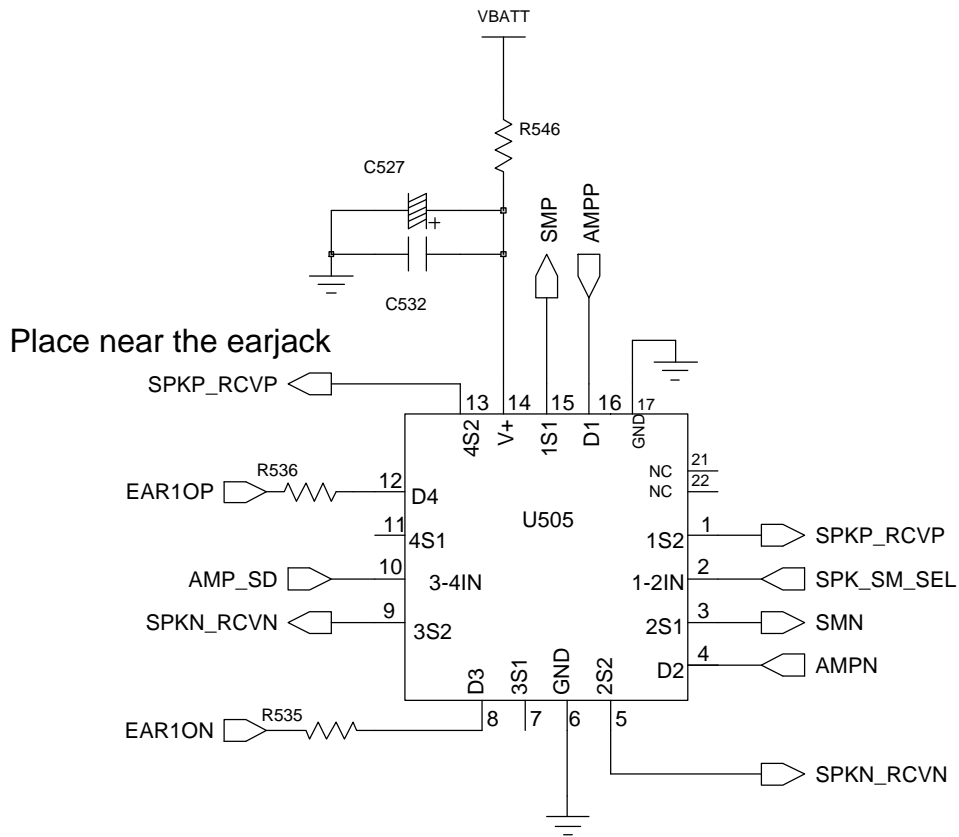 VBATT
R546
C527
+
SMP
AMPP
C532
Place near the earjack
SPKP_RCVP
13 14 15 16 17
4S2 V+ 1S1 D1 GND
NC 21
NC 22
R536
EAR1OP 12 D4
U505
11 4S1
1S2 1 SPKP_RCVP
AMP_SD 10 3-4IN
1-2IN 2 SPK_SM_SEL
SPKN_RCVN 9 3S2
2S1 3 SMN
D2 4 AMPN
D3 3S1 GND 2S2
8 7 6 5
R535
EAR1ON
SPKN_RCVN